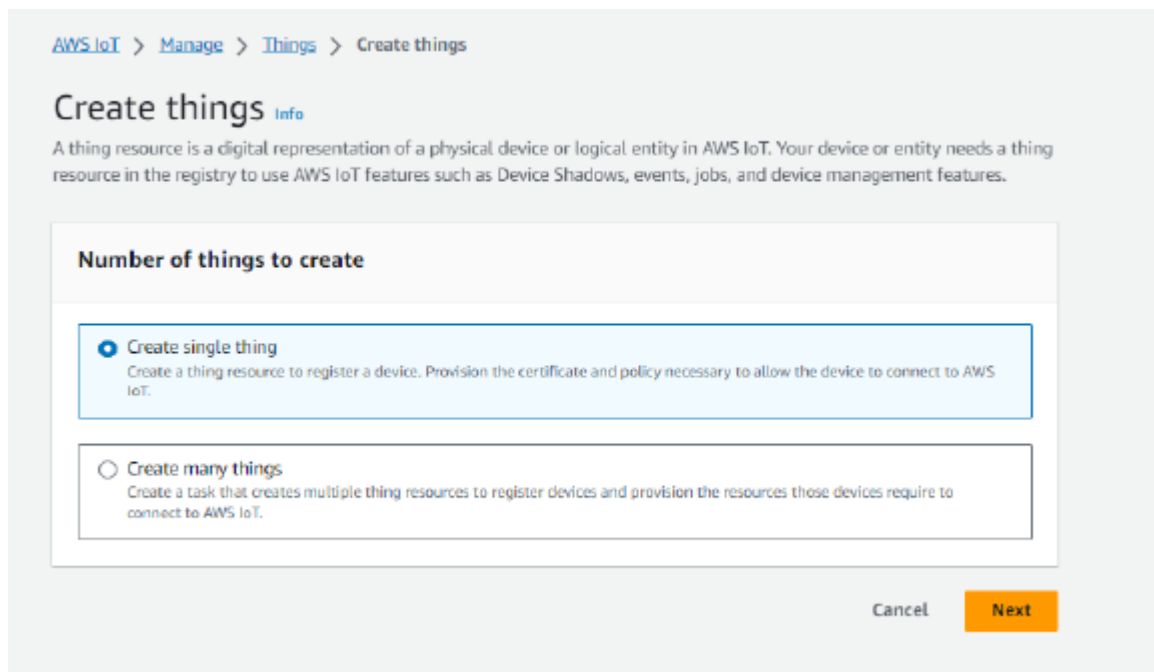 AWS IoT > Manage > Things > Create things
Create things Info
A thing resource is a digital representation of a physical device or logical entity in AWS IoT. Your device or entity needs a thing
resource in the registry to use AWS IoT features such as Device Shadows, events, jobs, and device management features.
Number of things to create
Create single thing
Create a thing resource to register a device. Provision the certificate and policy necessary to allow the device to connect to AWS
IoT.
Create many things
Create a task that creates multiple thing resources to register devices and provision the resources those devices require to
connect to AWS IoT.
Cancel Next